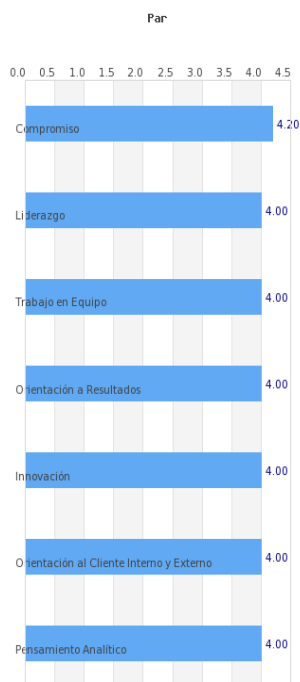 Par
0.0 0.5 1.0 1.5 2.0 2.5 3.0 3.5 4.0 4.5
Compromiso 4.20
Liderazgo 4.00
Trabajo en Equipo 4.00
Orientación a Resultados 4.00
Innovación 4.00
Orientación al Cliente Interno y Externo 4.00
Pensamiento Analítico 4.00